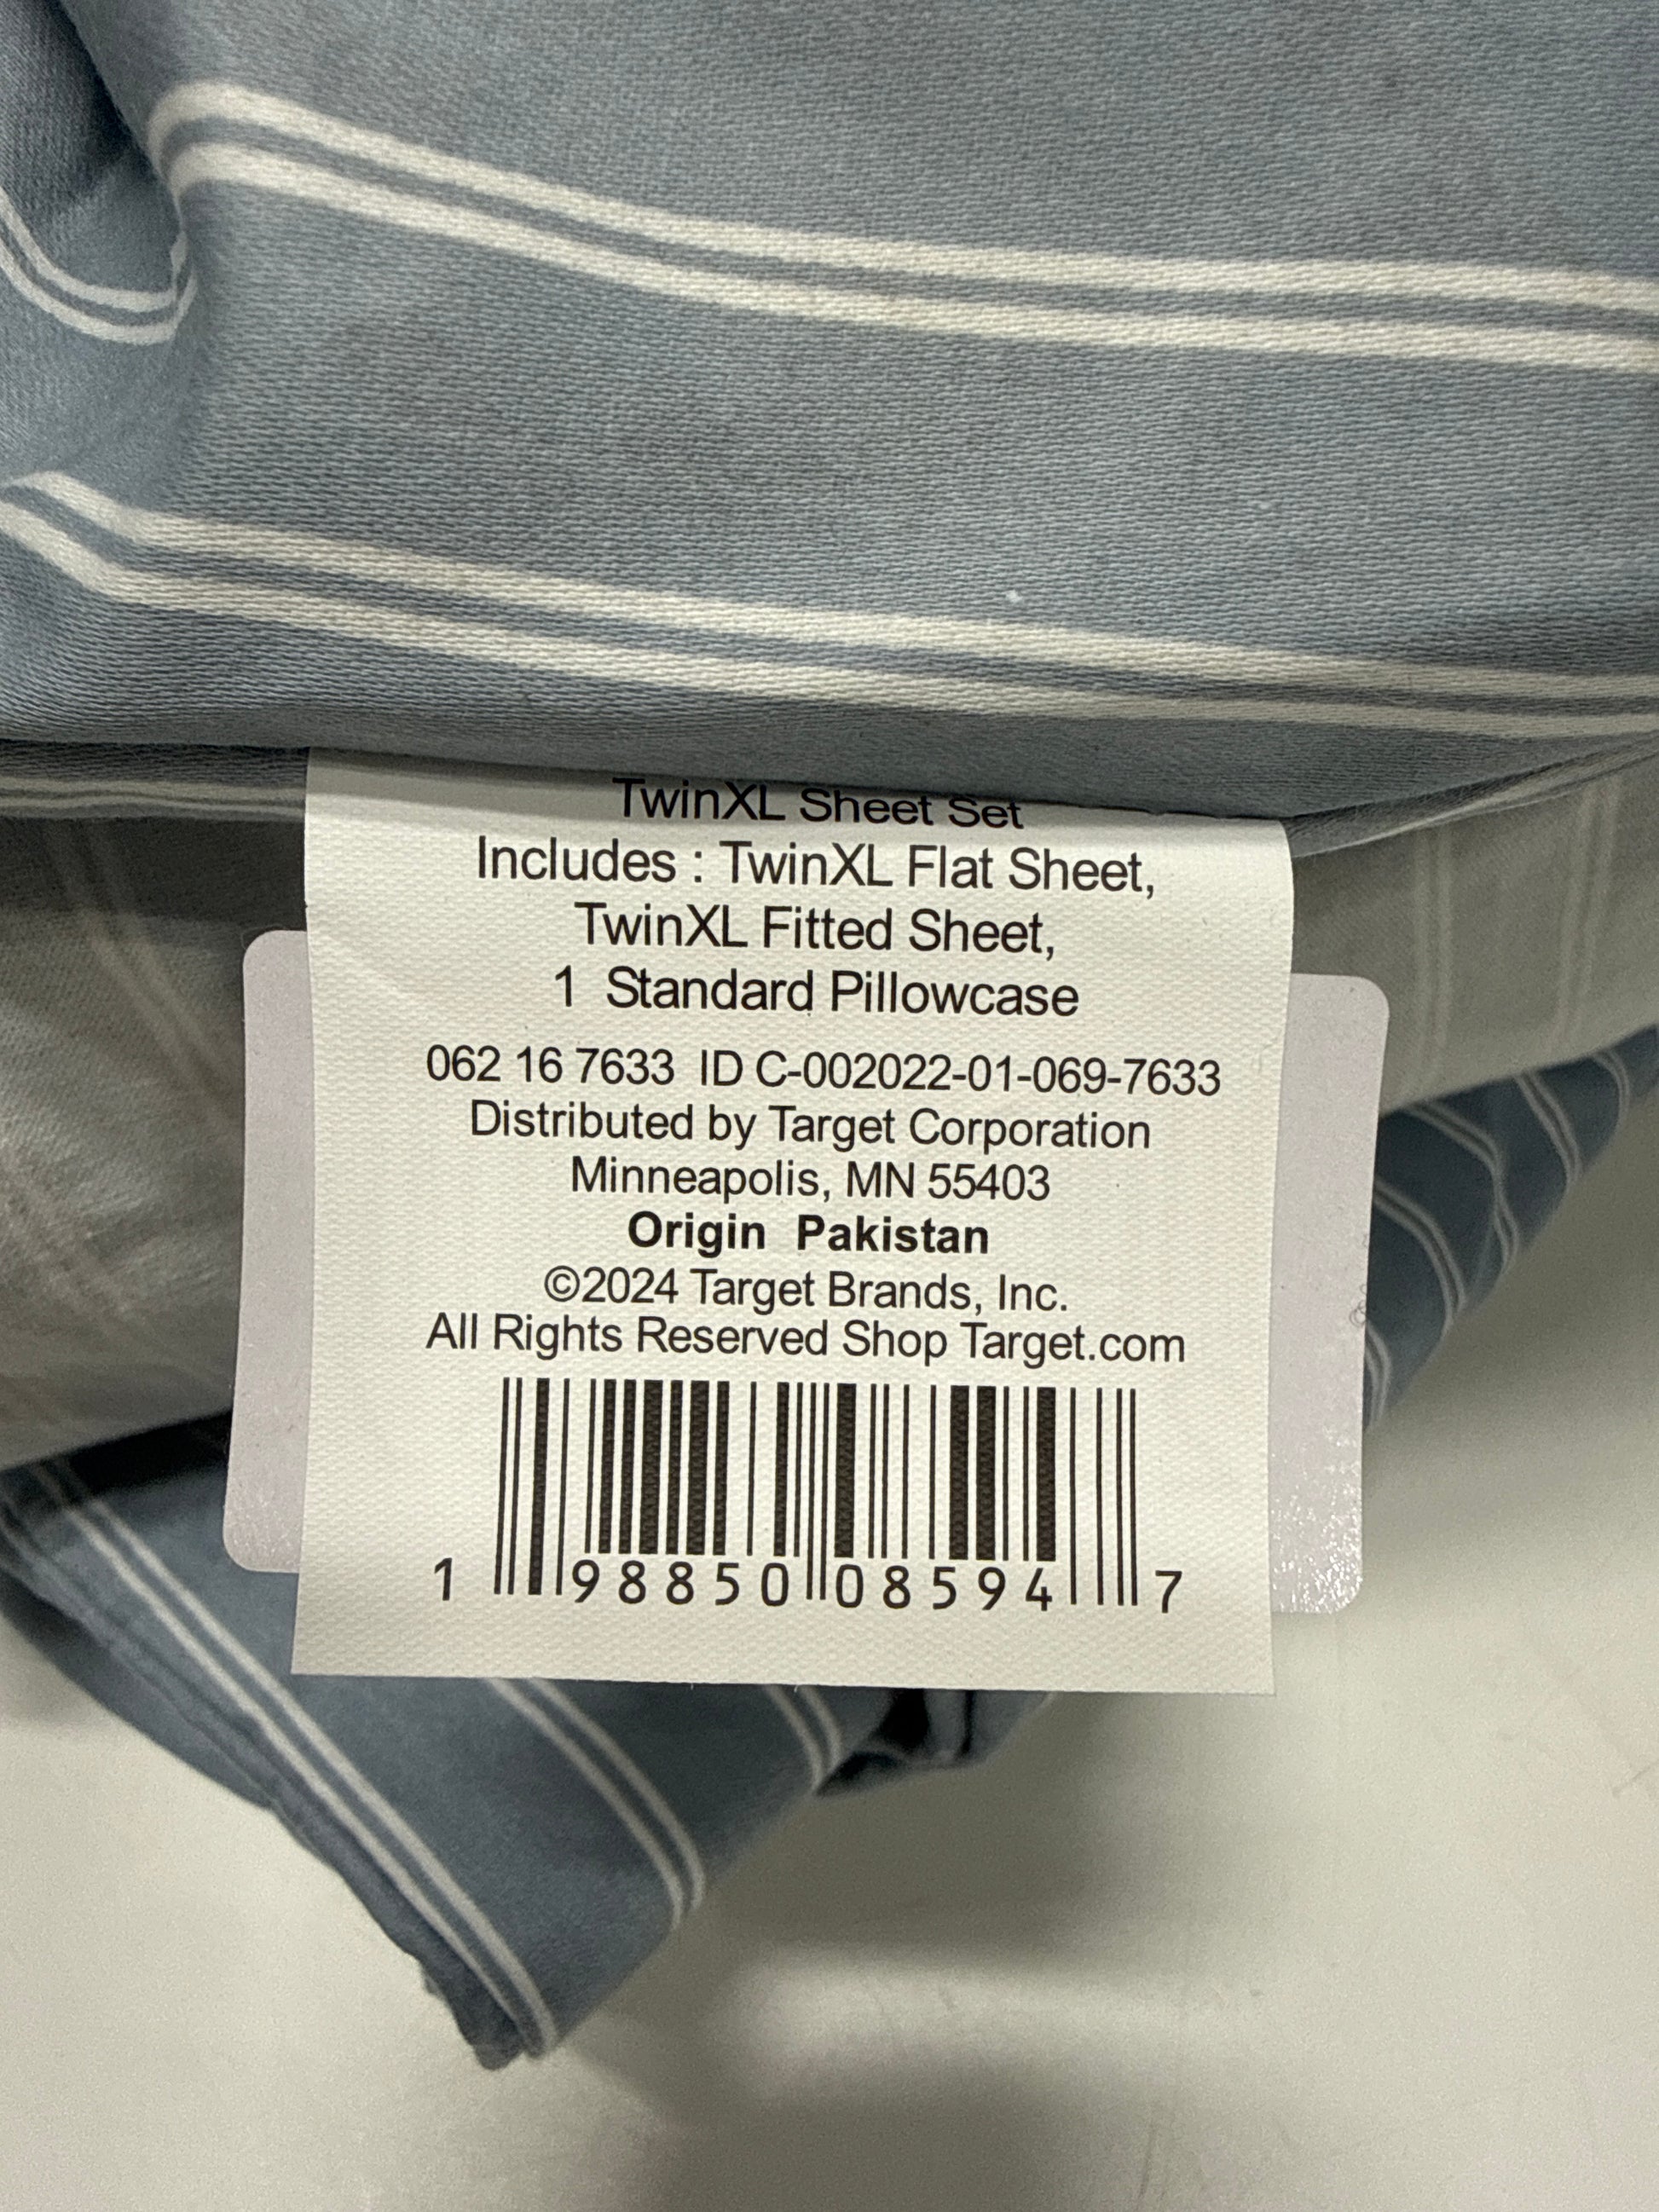 TwinXL Sheet Set
Includes : TwinXL Flat Sheet,
TwinXL Fitted Sheet,
1 Standard Pillowcase
062 16 7633 ID C-002022-01-069-7633
Distributed by Target Corporation
Minneapolis, MN 55403
Origin Pakistan
©2024 Target Brands, Inc.
All Rights Reserved Shop Target.com
1 98850 08594 7